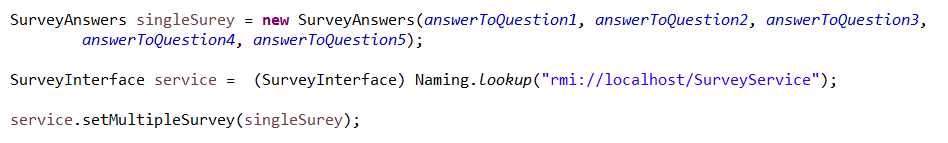 SurveyAnswers singleSurey = new SurveyAnswers(answerToQuestion1, answerToQuestion2, answerToQuestion3,
answerToQuestion4, answerToQuestion5);
SurveyInterface service =  (SurveyInterface) Naming.lookup("rmi://localhost/SurveyService");
service.setMultipleSurvey(singleSurey);